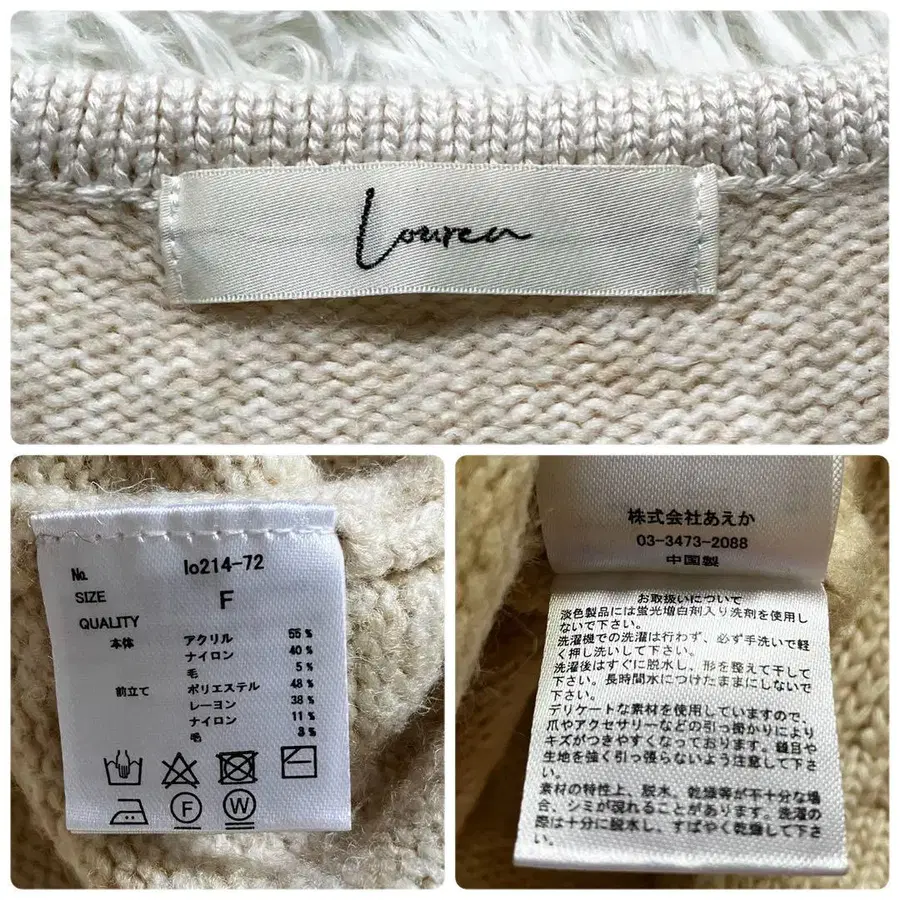 Louren
№ lo214-72
SIZE F
QUALITY
本体 アクリル 55%
ナイロン 40%
毛 5%
前立て ポリエステル 48%
レーヨン 38%
ナイロン 11%
毛 3%
F W
株式会社あえか
03-3473-2088
中国製
お取扱いについて
淡色製品には蛍光増白剤入り洗剤を使用し
ないで下さい。
洗濯機での洗濯は行わず、必ず手洗いで軽
く押し洗いして下さい。
洗濯後はすぐに脱水し、形を整えて干して
下さい。長時間水につけたままにしないで
下さい。
デリケートな素材を使用していますので、
爪やアクセサリーなどの引っ掛かりにより
キズがつきやすくなっております。縫目や
生地を強く引っ張らないよう注意して下さ
い。
素材の特性上、脱水、乾燥等が不十分な場
合、シミが現れることがあります。洗濯の
際は十分に脱水し、すばやく乾燥して下さ
い。